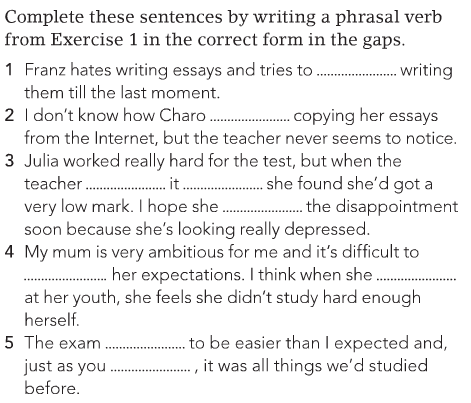 Complete these sentences by writing a phrasal verb
from Exercise 1 in the correct form in the gaps.
1 Franz hates writing essays and tries to ....................... writing
them till the last moment.
2 I don't know how Charo ....................... copying her essays
from the Internet, but the teacher never seems to notice.
3 Julia worked really hard for the test, but when the
teacher ....................... it ....................... she found she'd got a
very low mark. I hope she ....................... the disappointment
soon because she's looking really depressed.
4 My mum is very ambitious for me and it's difficult to
....................... her expectations. I think when she .......................
at her youth, she feels she didn't study hard enough
herself.
5 The exam ....................... to be easier than I expected and,
just as you ....................... , it was all things we'd studied
before.